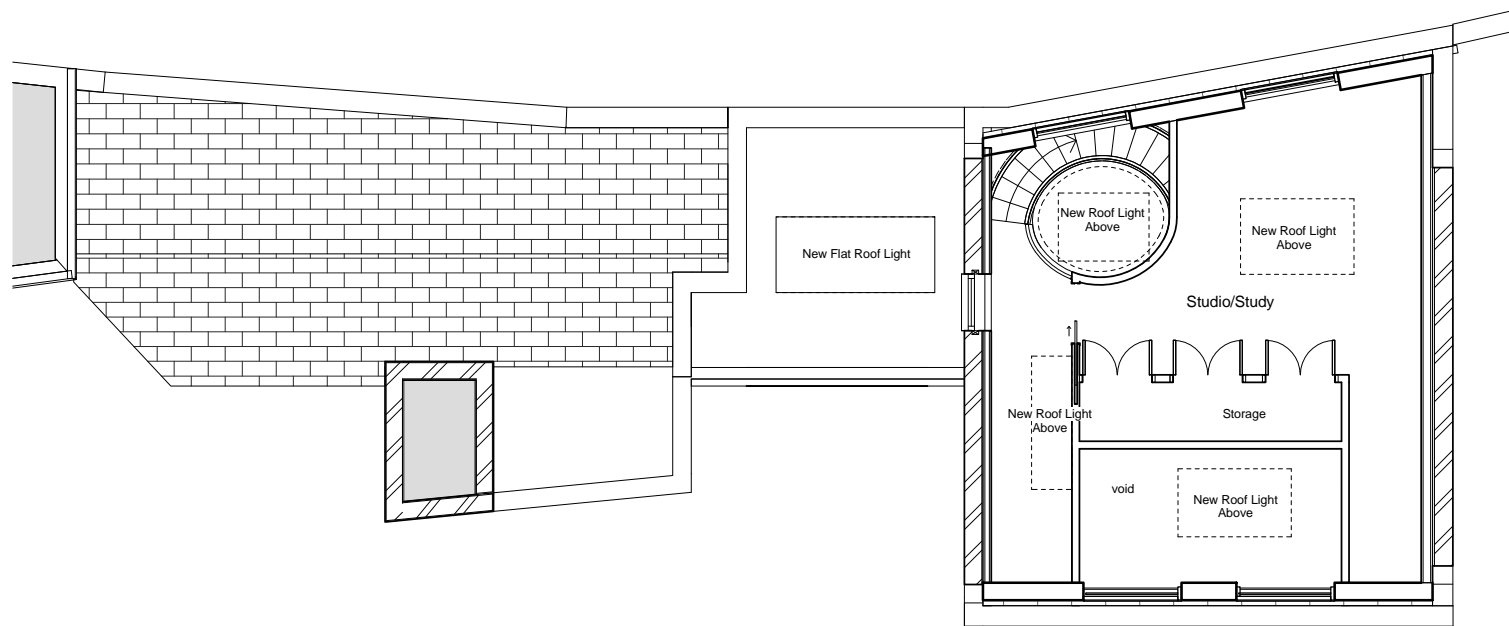 New Flat Roof Light
New Roof Light
Above
New Roof Light
Above
Studio/Study
New Roof Light
Above
Storage
void
New Roof Light
Above